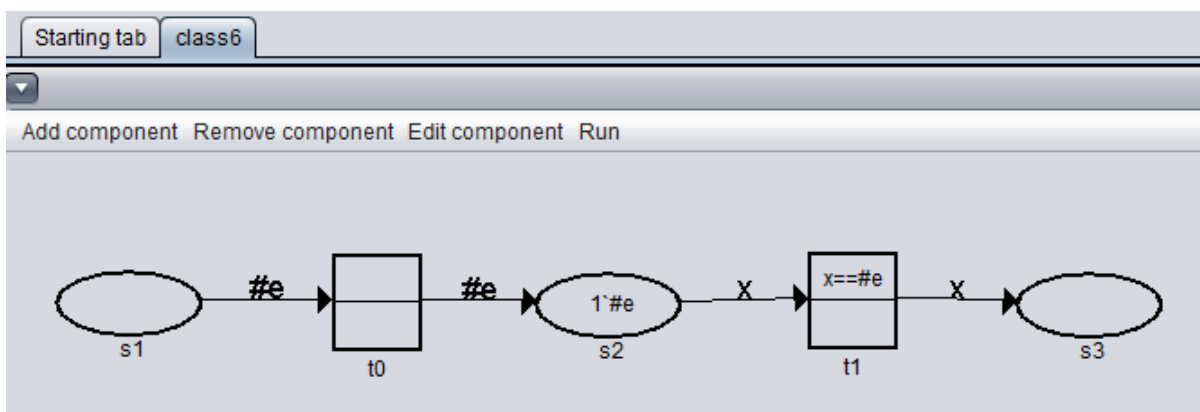 Starting tab class6
Add component Remove component Edit component Run
#e #e 1`#e x x==#e x
s1 t0 s2 t1 s3